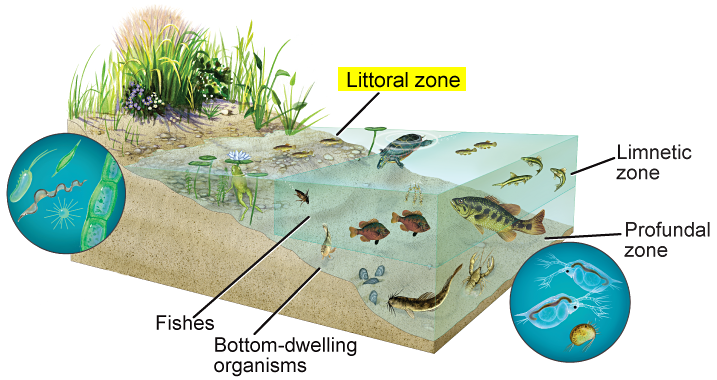 Littoral zone
Limnetic
zone
Profundal
zone
Fishes
Bottom-dwelling
organisms